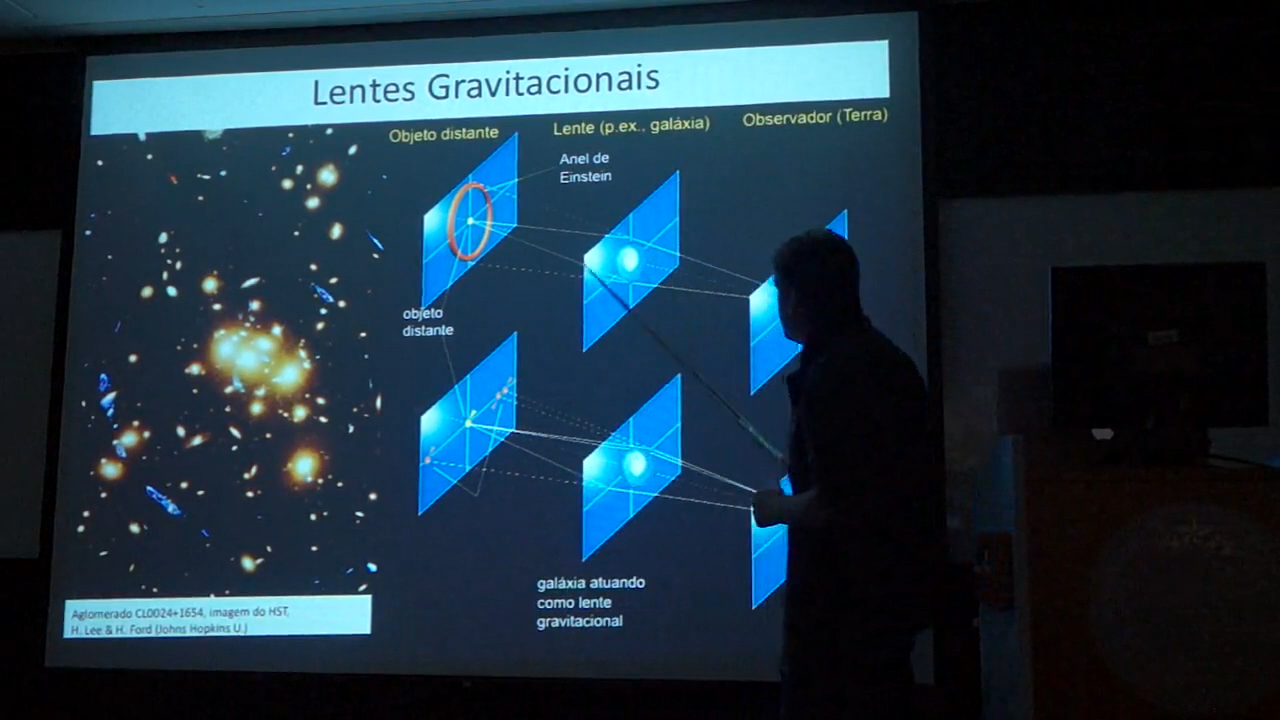 Lentes Gravitacionais
Objeto distante
Lente (p.ex., galáxia)
Observador (Terra)
Anel de
Einstein
objeto
distante
galáxia atuando
como lente
gravitacional
Aglomerado CL0024+1654, imagem do HST,
H. Lee & H. Ford (Johns Hopkins U.)